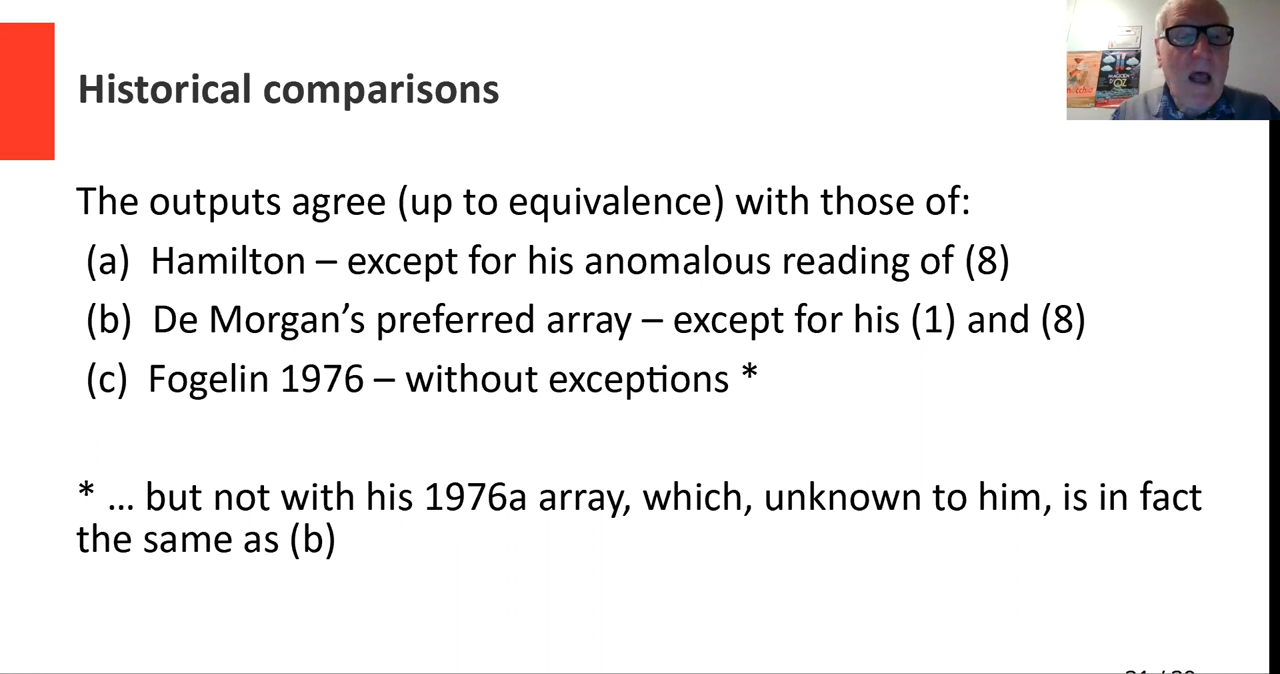 Historical comparisons
The outputs agree (up to equivalence) with those of:
(a) Hamilton – except for his anomalous reading of (8)
(b) De Morgan’s preferred array – except for his (1) and (8)
(c) Fogelin 1976 – without exceptions *
* … but not with his 1976a array, which, unknown to him, is in fact
the same as (b)